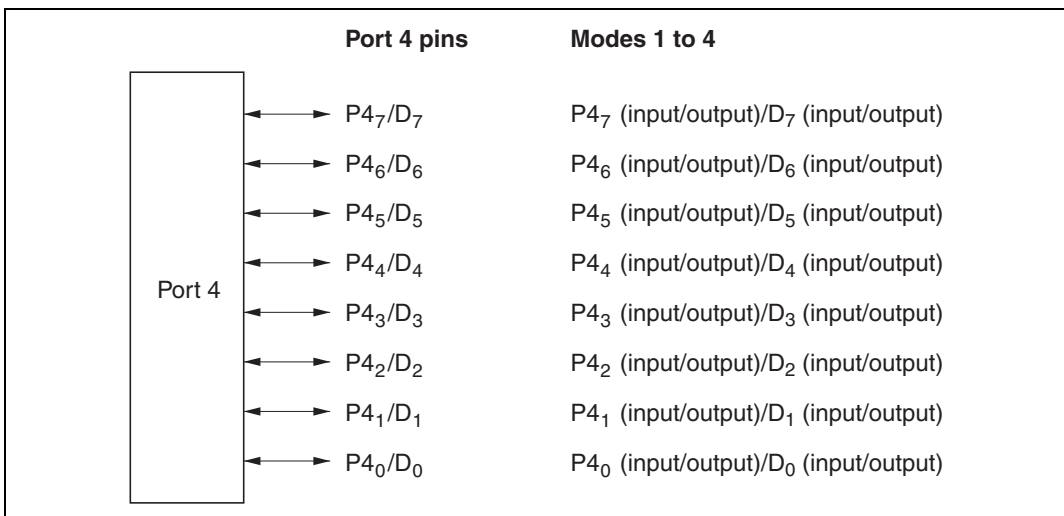 Port 4 pins Modes 1 to 4
P4₇/D₇ P4₇ (input/output)/D₇ (input/output)
P4₆/D₆ P4₆ (input/output)/D₆ (input/output)
P4₅/D₅ P4₅ (input/output)/D₅ (input/output)
P4₄/D₄ P4₄ (input/output)/D₄ (input/output)
Port 4
P4₃/D₃ P4₃ (input/output)/D₃ (input/output)
P4₂/D₂ P4₂ (input/output)/D₂ (input/output)
P4₁/D₁ P4₁ (input/output)/D₁ (input/output)
P4₀/D₀ P4₀ (input/output)/D₀ (input/output)